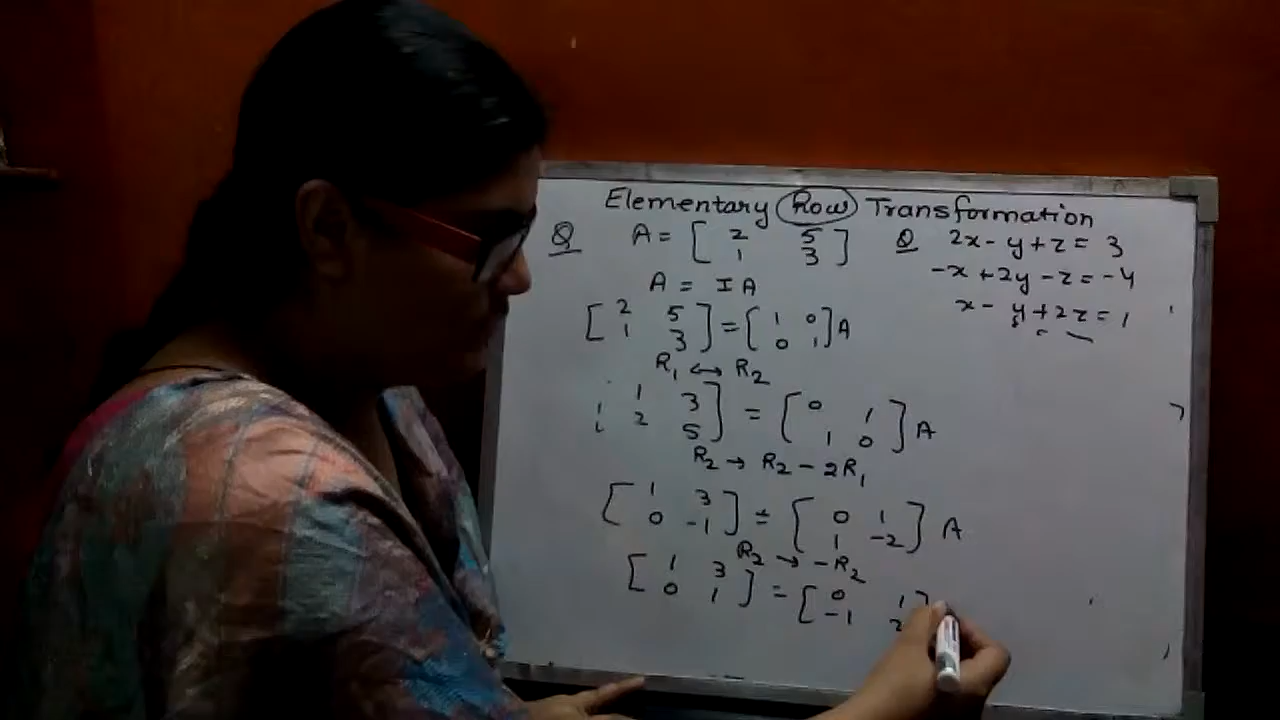 Elementary Row Transformation
Q A = [ 2 5
1 3 ]
A = I A
[ 2 5
1 3 ] = [ 1 0
0 1 ] A
R1 ↔ R2
1 3
2 5 ] = [ 0 1
1 0 ] A
R2 → R2 - 2R1
[ 1 3
0 -1 ] = [ 0 1
1 -2 ] A
R2 → -R2
[ 1 3
0 1 ] = [ 0 1
-1 2
Q 2x - y + z = 3
-x + 2y - z = -4
x - y + 2z = 1